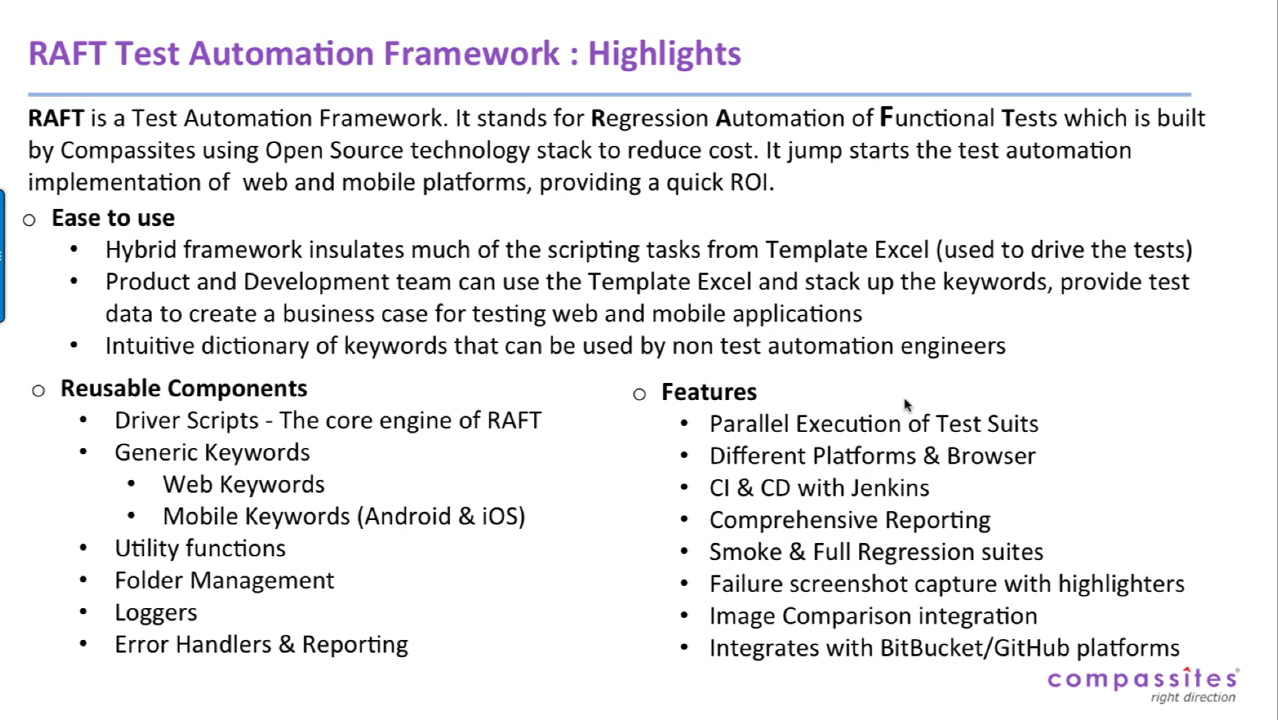 RAFT Test Automation Framework : Highlights
RAFT is a Test Automation Framework. It stands for Regression Automation of Functional Tests which is built
by Compassites using Open Source technology stack to reduce cost. It jump starts the test automation
implementation of web and mobile platforms, providing a quick ROI.
o Ease to use
• Hybrid framework insulates much of the scripting tasks from Template Excel (used to drive the tests)
• Product and Development team can use the Template Excel and stack up the keywords, provide test
data to create a business case for testing web and mobile applications
• Intuitive dictionary of keywords that can be used by non test automation engineers
o Reusable Components
• Driver Scripts - The core engine of RAFT
• Generic Keywords
• Web Keywords
• Mobile Keywords (Android & iOS)
• Utility functions
• Folder Management
• Loggers
• Error Handlers & Reporting
o Features
• Parallel Execution of Test Suits
• Different Platforms & Browser
• CI & CD with Jenkins
• Comprehensive Reporting
• Smoke & Full Regression suites
• Failure screenshot capture with highlighters
• Image Comparison integration
• Integrates with BitBucket/GitHub platforms
compassites
right direction